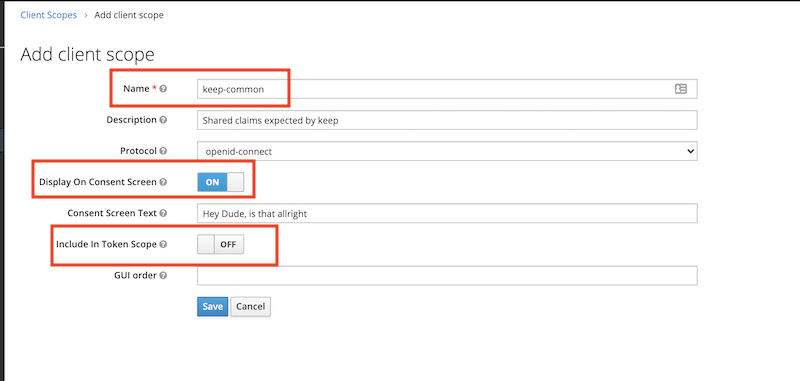 Client Scopes > Add client scope
Add client scope
Name * keep-common
Description Shared claims expected by keep
Protocol openid-connect
Display On Consent Screen ON
Consent Screen Text Hey Dude, is that allright
Include In Token Scope OFF
GUI order
Save Cancel